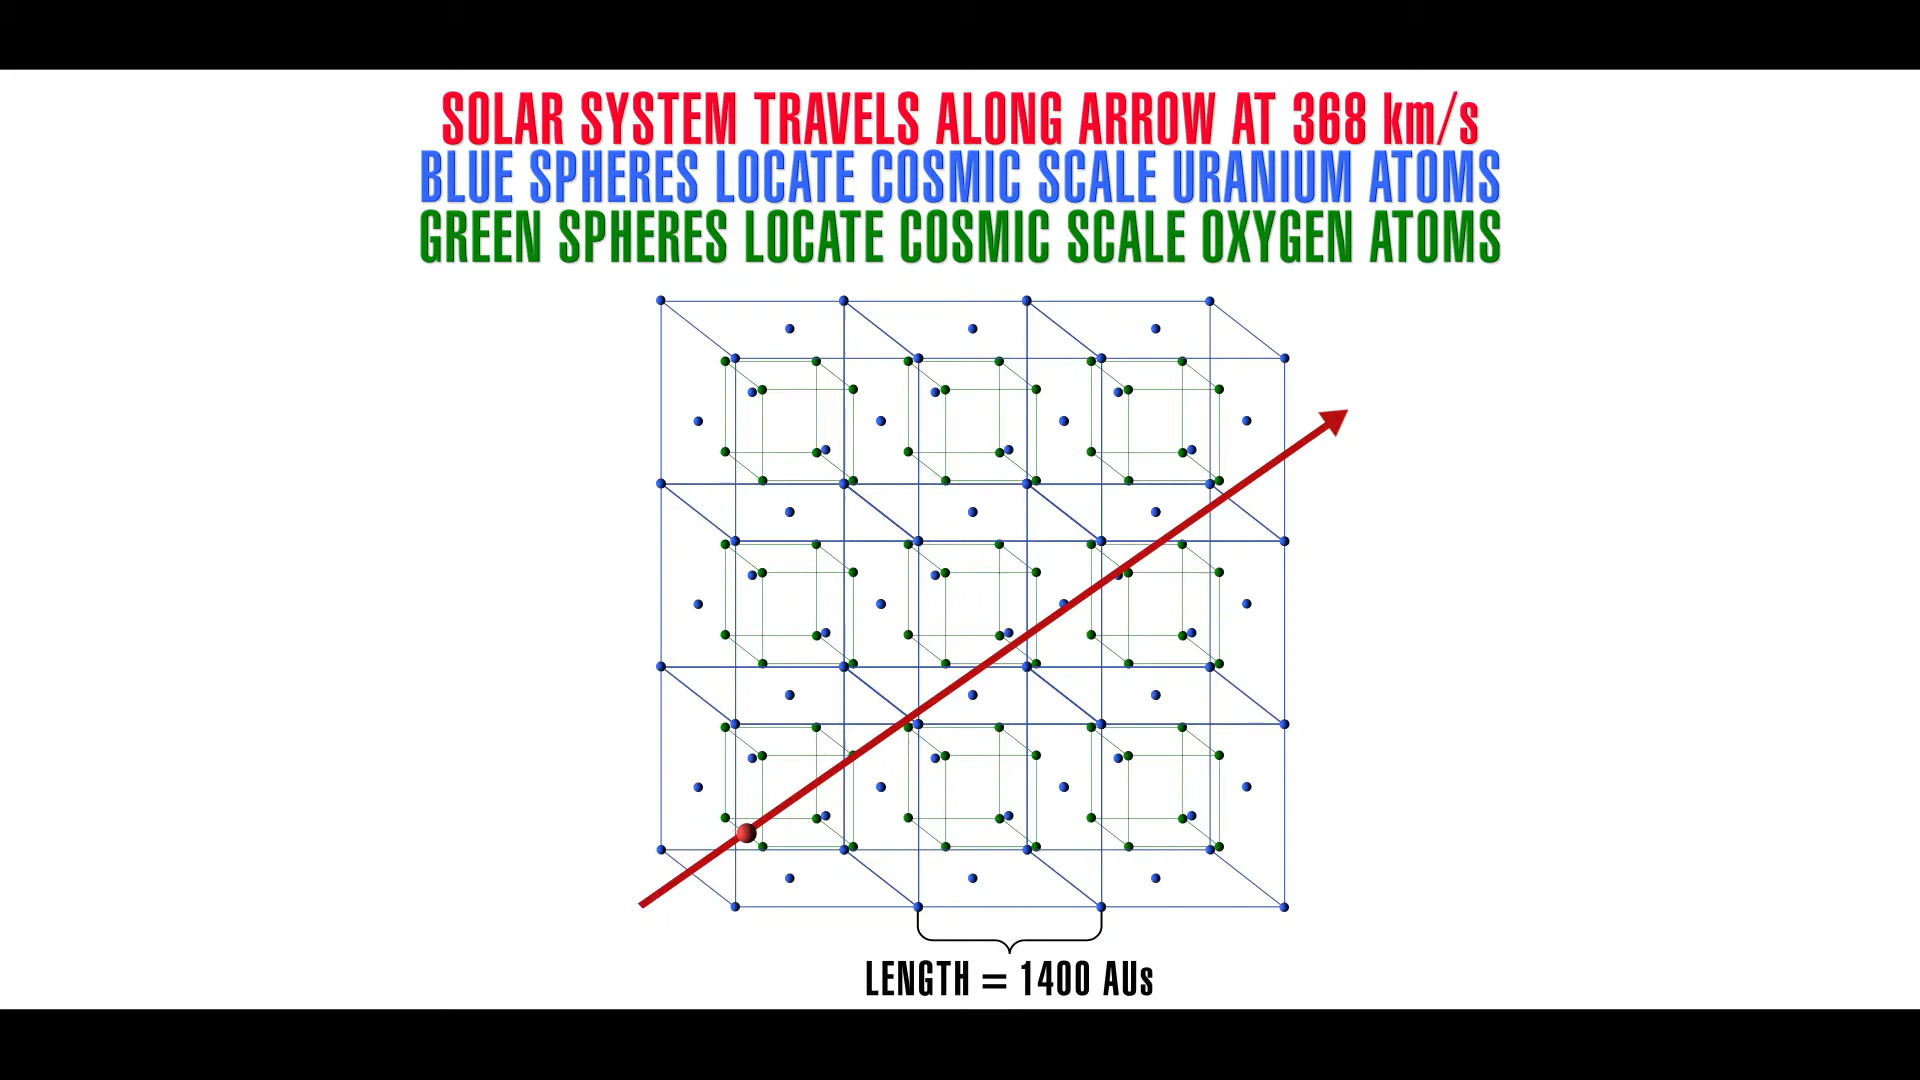 SOLAR SYSTEM TRAVELS ALONG ARROW AT 368 km/s
BLUE SPHERES LOCATE COSMIC SCALE URANIUM ATOMS
GREEN SPHERES LOCATE COSMIC SCALE OXYGEN ATOMS
LENGTH = 1400 AUs